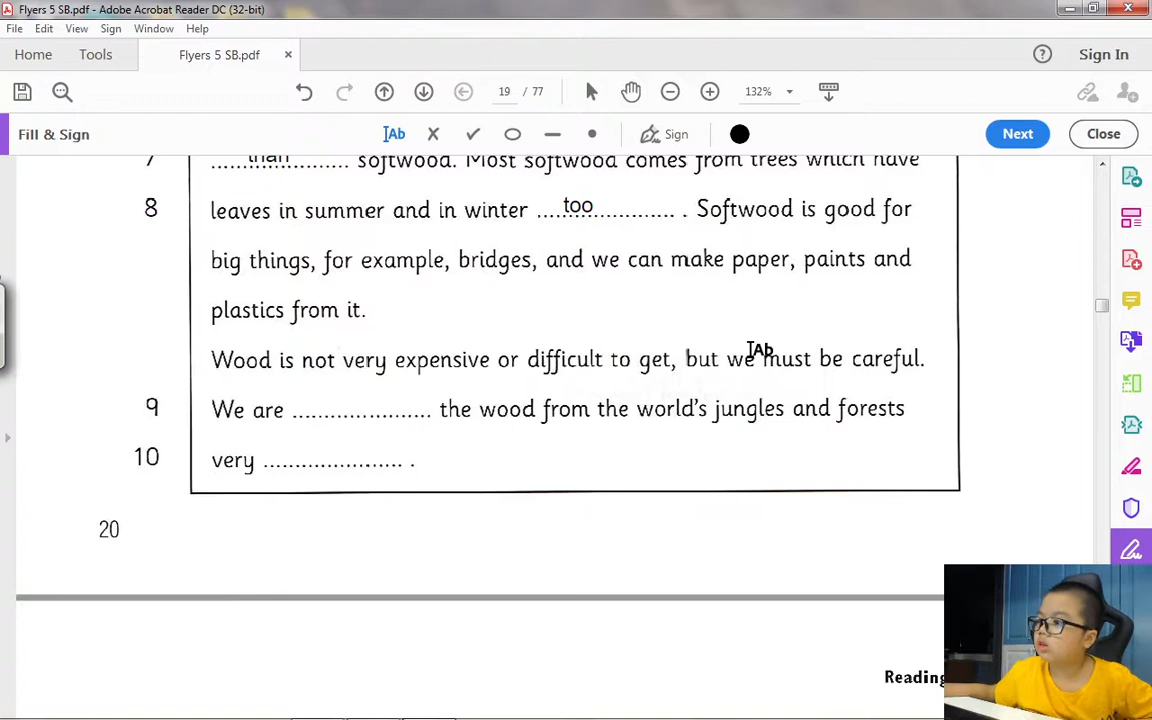 Flyers 5 SB.pdf - Adobe Acrobat Reader DC (32-bit)
File Edit View Sign Window Help
Home Tools Flyers 5 SB.pdf × ? Sign In
19 / 77 132%
Fill & Sign Ab Sign Next Close
7 ....than.... softwood. Most softwood comes from trees which have
8 leaves in summer and in winter ....too.................. . Softwood is good for
big things, for example, bridges, and we can make paper, paints and
plastics from it.
Wood is not very expensive or difficult to get, but we must be careful.
Ab
9 We are ........................ the wood from the world's jungles and forests
10 very ........................ .
20
Reading